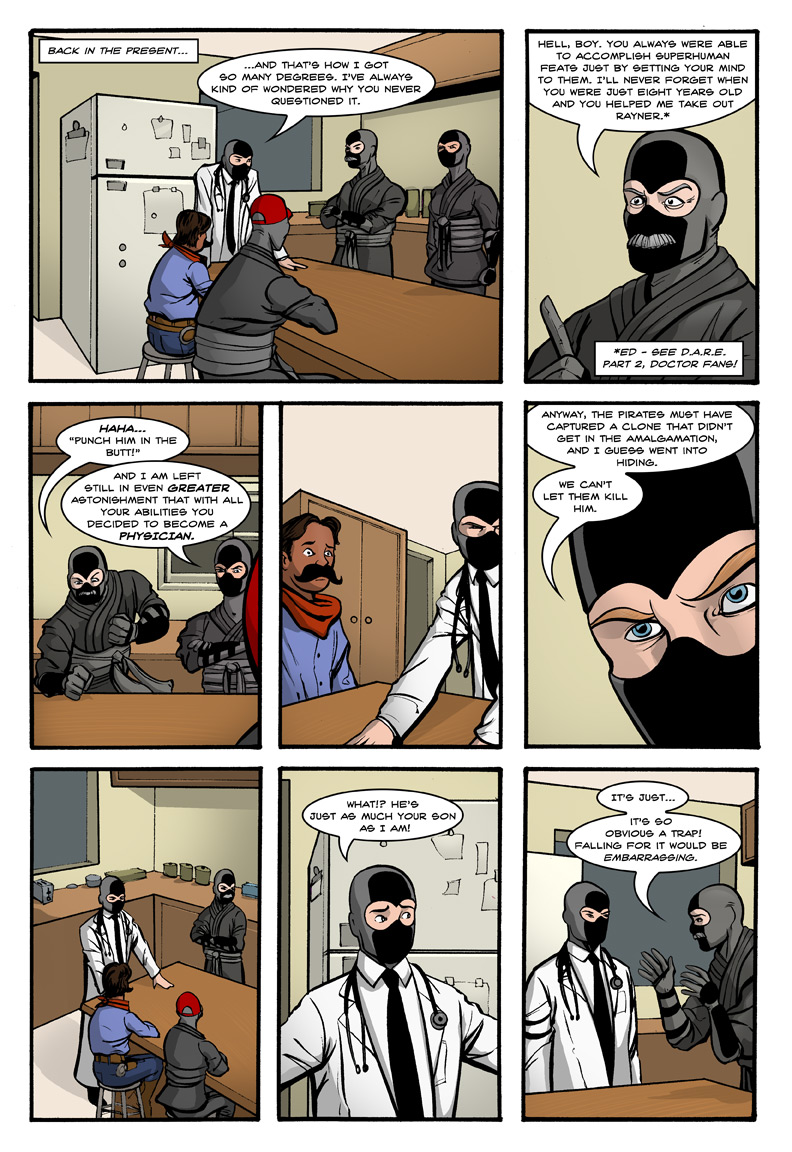 BACK IN THE PRESENT...
...AND THAT'S HOW I GOT
SO MANY DEGREES. I'VE ALWAYS
KIND OF WONDERED WHY YOU NEVER
QUESTIONED IT.
HELL, BOY. YOU ALWAYS WERE ABLE
TO ACCOMPLISH SUPERHUMAN
FEATS JUST BY SETTING YOUR MIND
TO THEM. I'LL NEVER FORGET WHEN
YOU WERE JUST EIGHT YEARS OLD
AND YOU HELPED ME TAKE OUT
RAYNER.*
*ED - SEE D.A.R.E.
PART 2, DOCTOR FANS!
HAHA...
"PUNCH HIM IN THE
BUTT!"
AND I AM LEFT
STILL IN EVEN GREATER
ASTONISHMENT THAT WITH ALL
YOUR ABILITIES YOU
DECIDED TO BECOME A
PHYSICIAN.
ANYWAY, THE PIRATES MUST HAVE
CAPTURED A CLONE THAT DIDN'T
GET IN THE AMALGAMATION,
AND I GUESS WENT INTO
HIDING.
WE CAN'T
LET THEM KILL
HIM.
WHAT!? HE'S
JUST AS MUCH YOUR SON
AS I AM!
IT'S JUST...
IT'S SO
OBVIOUS A TRAP!
FALLING FOR IT WOULD BE
EMBARRASSING.